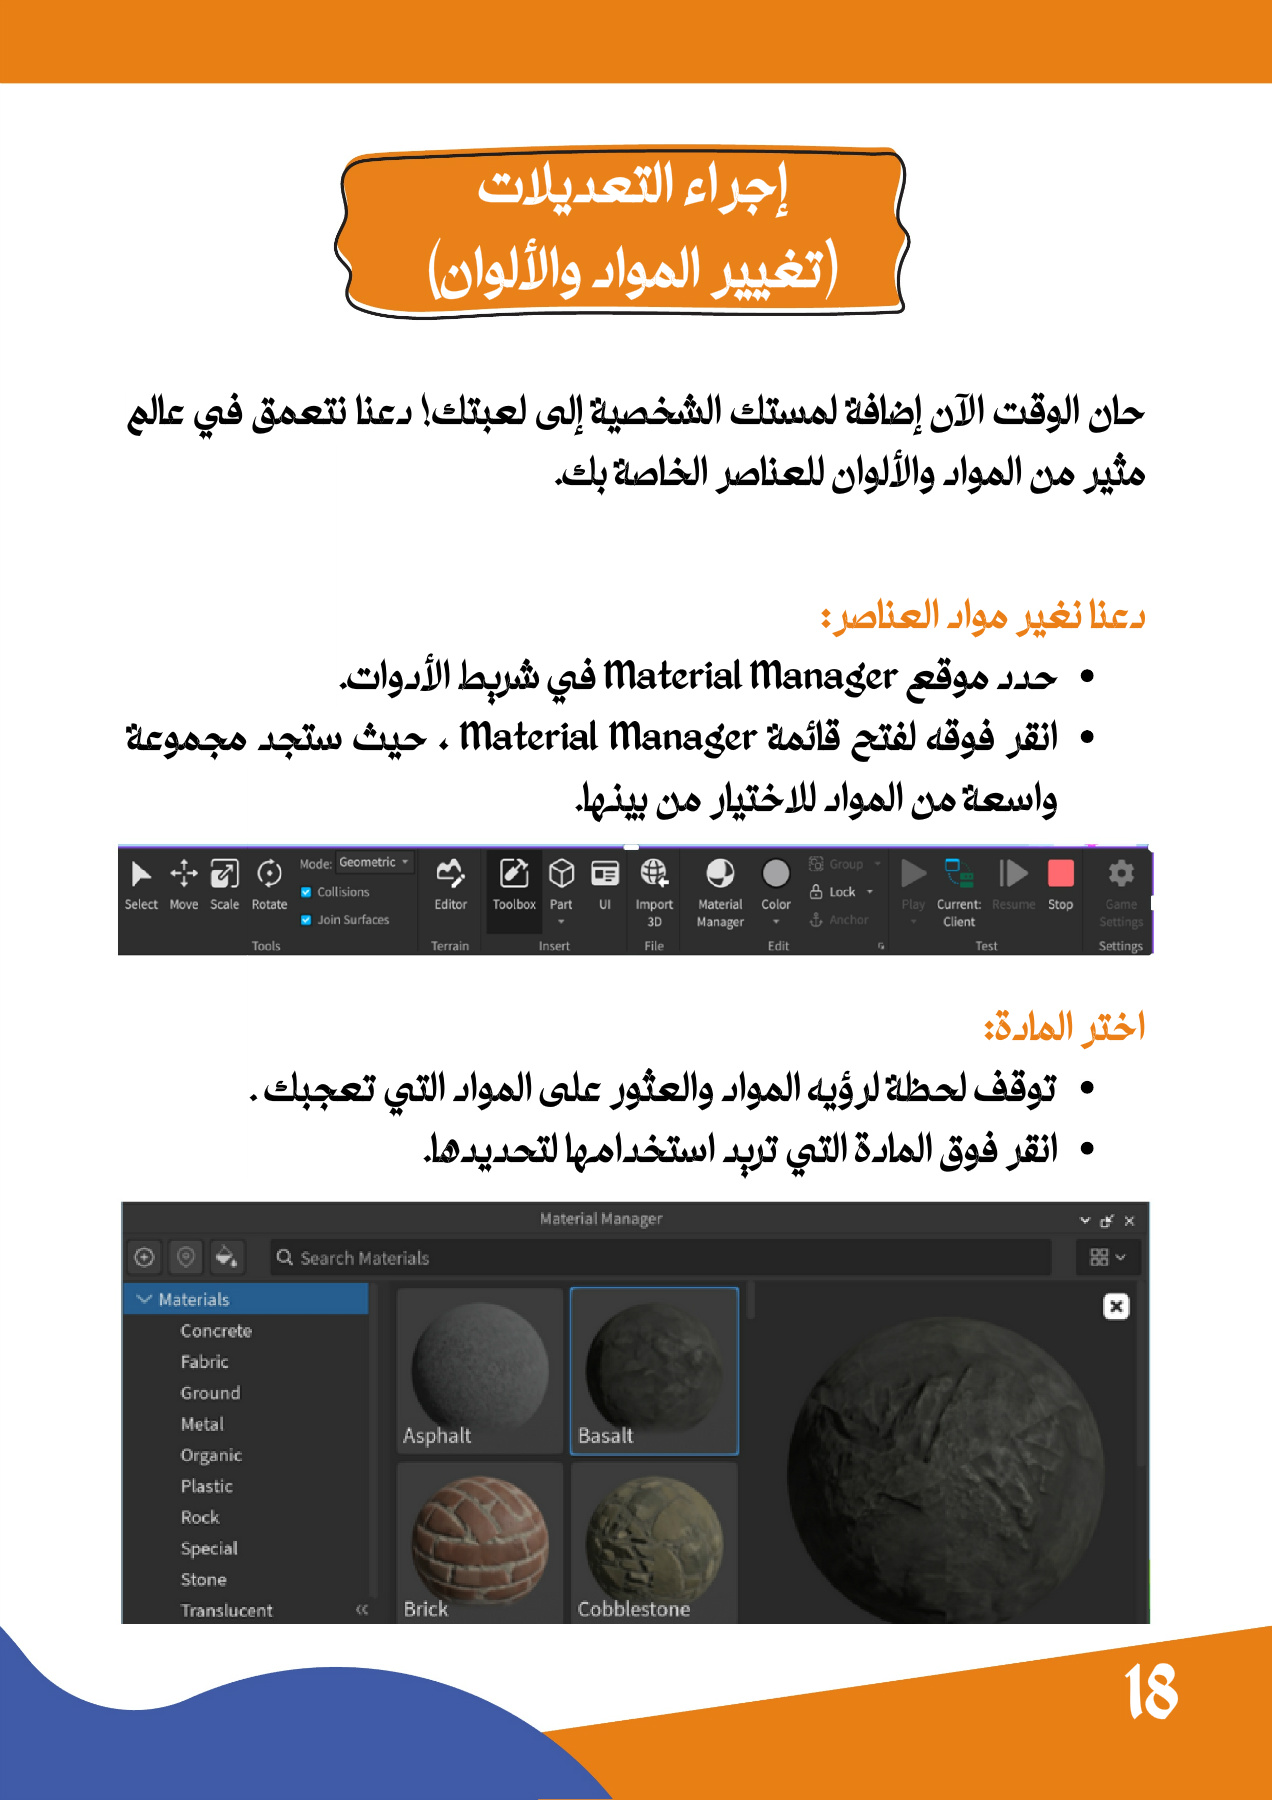 إجراء التعديلات
(تغيير المواد والألوان)
حان الوقت الآن إضافة لمستك الشخصية إلى لعبتك! دعنا نتعمق في عالم
مثير من المواد والألوان للعناصر الخاصة بك.
دعنا نغير مواد العناصر:
• حدد موقع Material Manager في شريط الأدوات.
• انقر فوقه لفتح قائمة Material Manager ، حيث ستجد مجموعة
واسعة من المواد للاختيار من بينها.
Select Move Scale Rotate Mode: Geometric
Collisions
Join Surfaces
Tools
Editor
Terrain
Toolbox Part UI
Insert
Import
3D
File
Material
Manager
Color
Group
Lock
Anchor
Edit
Play Current:
Client
Resume Stop
Test
Game
Settings
Settings
اختر المادة:
• توقف لحظة لرؤيه المواد والعثور على المواد التي تعجبك .
• انقر فوق المادة التي تريد استخدامها لتحديدها.
Material Manager
Search Materials
Materials
Concrete
Fabric
Ground
Metal
Organic
Plastic
Rock
Special
Stone
Translucent
Asphalt
Basalt
Brick
Cobblestone
18